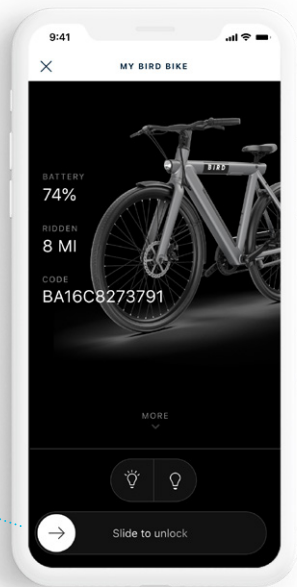 9:41
MY BIRD BIKE
BIRD
BATTERY
74%
RIDDEN
8 MI
CODE
BA16C8273791
MORE
Slide to unlock